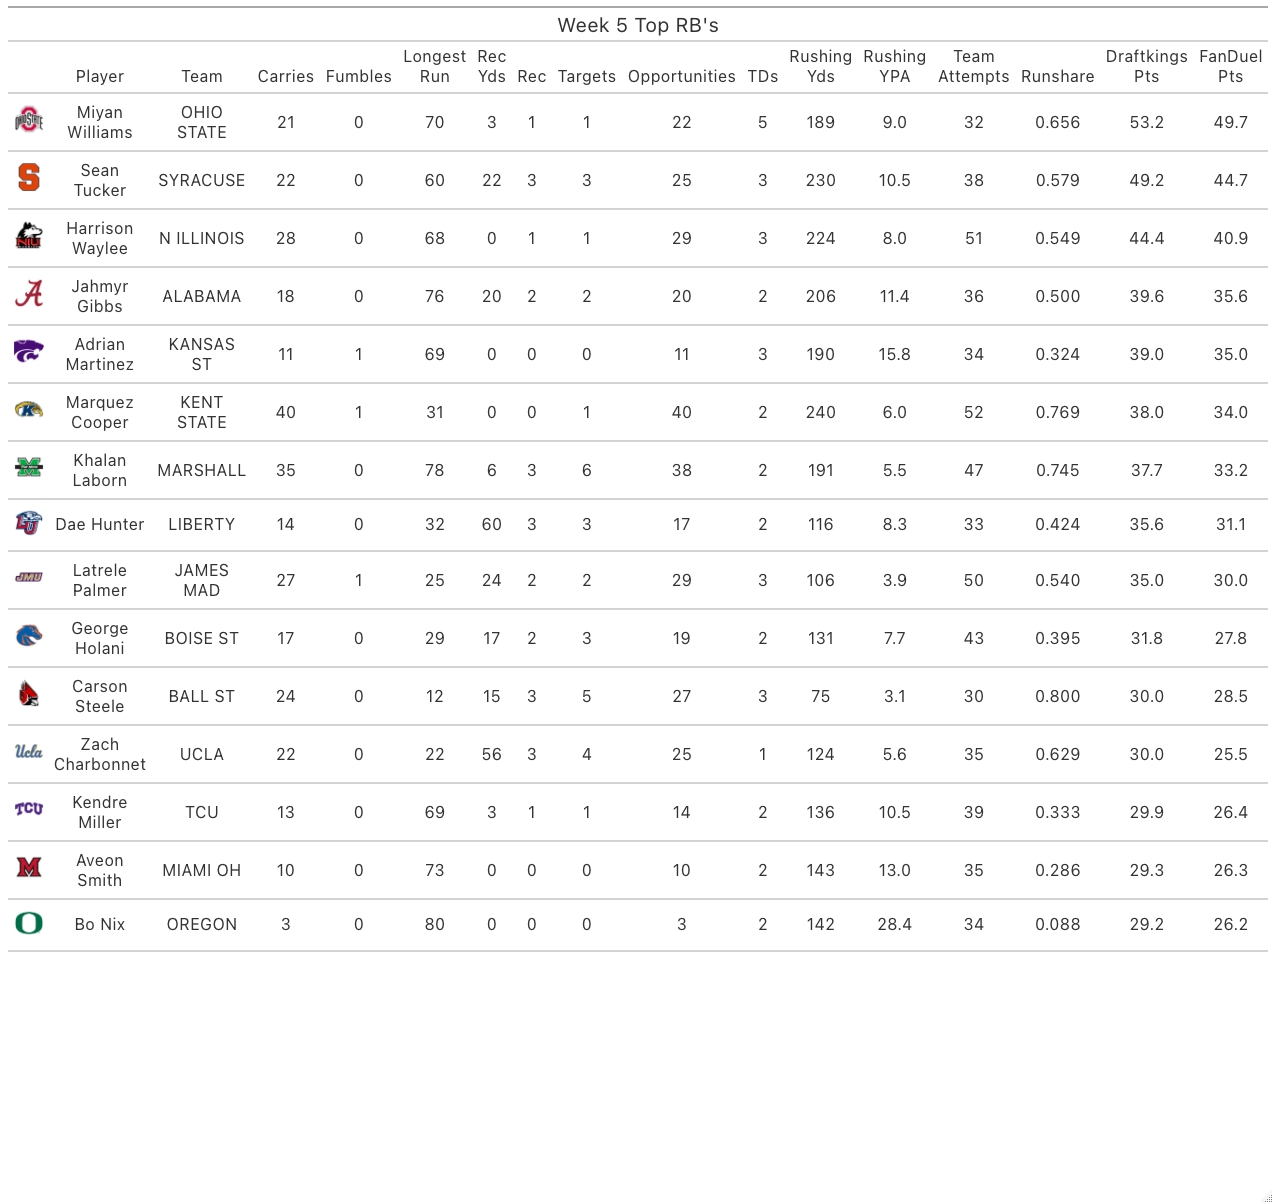 Week 5 Top RB's
Player Team Carries Fumbles Longest Run Rec Yds Rec Targets Opportunities TDs Rushing Yds Rushing YPA Team Attempts Runshare Draftkings Pts FanDuel Pts
Miyan Williams OHIO STATE 21 0 70 3 1 1 22 5 189 9.0 32 0.656 53.2 49.7
Sean Tucker SYRACUSE 22 0 60 22 3 3 25 3 230 10.5 38 0.579 49.2 44.7
Harrison Waylee N ILLINOIS 28 0 68 0 1 1 29 3 224 8.0 51 0.549 44.4 40.9
Jahmyr Gibbs ALABAMA 18 0 76 20 2 2 20 2 206 11.4 36 0.500 39.6 35.6
Adrian Martinez KANSAS ST 11 1 69 0 0 0 11 3 190 15.8 34 0.324 39.0 35.0
Marquez Cooper KENT STATE 40 1 31 0 0 1 40 2 240 6.0 52 0.769 38.0 34.0
Khalan Laborn MARSHALL 35 0 78 6 3 6 38 2 191 5.5 47 0.745 37.7 33.2
Dae Hunter LIBERTY 14 0 32 60 3 3 17 2 116 8.3 33 0.424 35.6 31.1
JMU Latrele Palmer JAMES MAD 27 1 25 24 2 2 29 3 106 3.9 50 0.540 35.0 30.0
George Holani BOISE ST 17 0 29 17 2 3 19 2 131 7.7 43 0.395 31.8 27.8
Carson Steele BALL ST 24 0 12 15 3 5 27 3 75 3.1 30 0.800 30.0 28.5
Ucla Zach Charbonnet UCLA 22 0 22 56 3 4 25 1 124 5.6 35 0.629 30.0 25.5
TCU Kendre Miller TCU 13 0 69 3 1 1 14 2 136 10.5 39 0.333 29.9 26.4
Aveon Smith MIAMI OH 10 0 73 0 0 0 10 2 143 13.0 35 0.286 29.3 26.3
Bo Nix OREGON 3 0 80 0 0 0 3 2 142 28.4 34 0.088 29.2 26.2